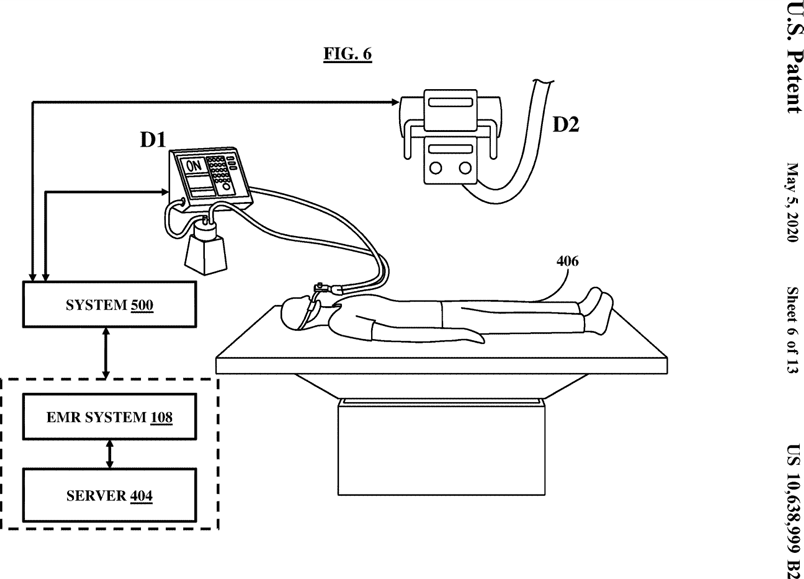 U.S. Patent May 5, 2020 Sheet 6 of 13 US 10,638,999 B2
FIG. 6
D1
D2
ON
406
SYSTEM 500
EMR SYSTEM 108
SERVER 404